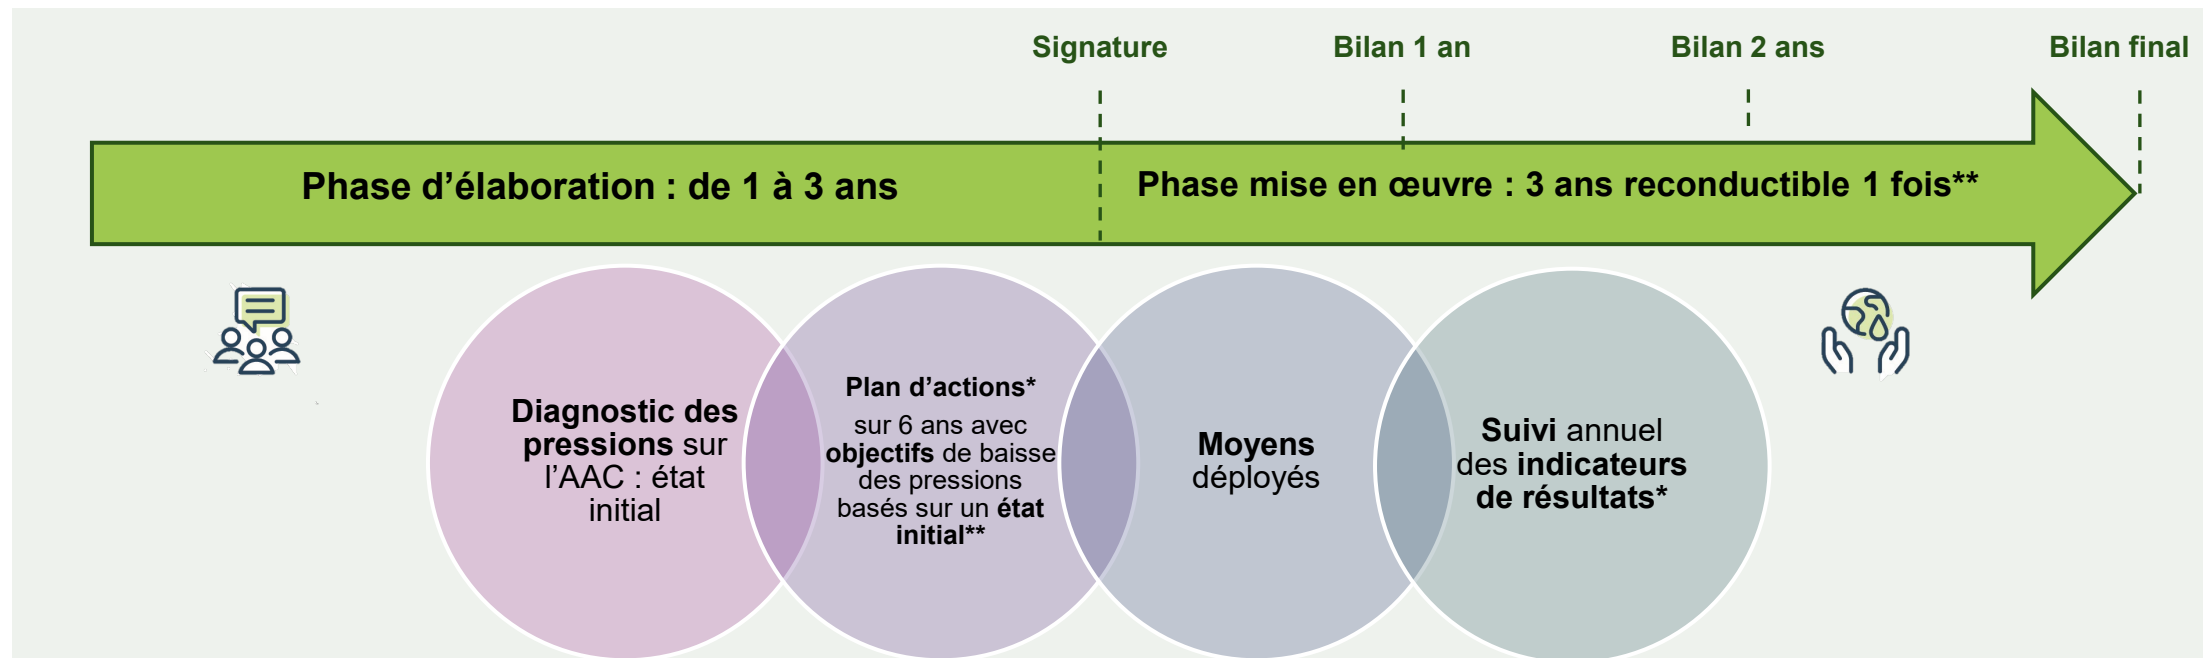 Signature
Bilan 1 an
Bilan 2 ans
Bilan final
Phase d’élaboration : de 1 à 3 ans
Phase mise en œuvre : 3 ans reconductible 1 fois**
Diagnostic des
pressions sur
l’AAC : état
initial
Plan d’actions*
sur 6 ans avec
objectifs de baisse
des pressions
basés sur un état
initial**
Moyens
déployés
Suivi annuel
des indicateurs
de résultats*